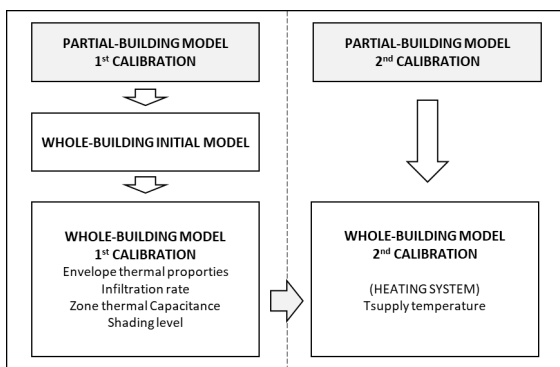 PARTIAL-BUILDING MODEL
1st CALIBRATION
WHOLE-BUILDING INITIAL MODEL
WHOLE-BUILDING MODEL
1st CALIBRATION
Envelope thermal proporties
Infiltration rate
Zone thermal Capacitance
Shading level
PARTIAL-BUILDING MODEL
2nd CALIBRATION
WHOLE-BUILDING MODEL
2nd CALIBRATION
(HEATING SYSTEM)
Tsupply temperature